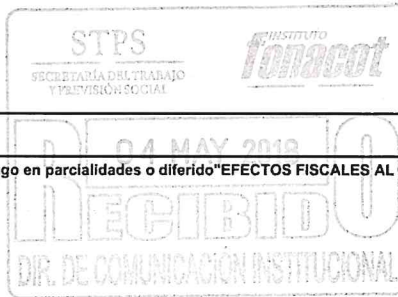 STPS
SECRETARÍA DEL TRABAJO
Y PREVISIÓN SOCIAL
INSTITUTO
fonacot
04 MAY 2018
go en parcialidades o diferido"EFECTOS FISCALES AL
RECIBIDO
DIR. DE COMUNICACIÓN INSTITUCIONAL